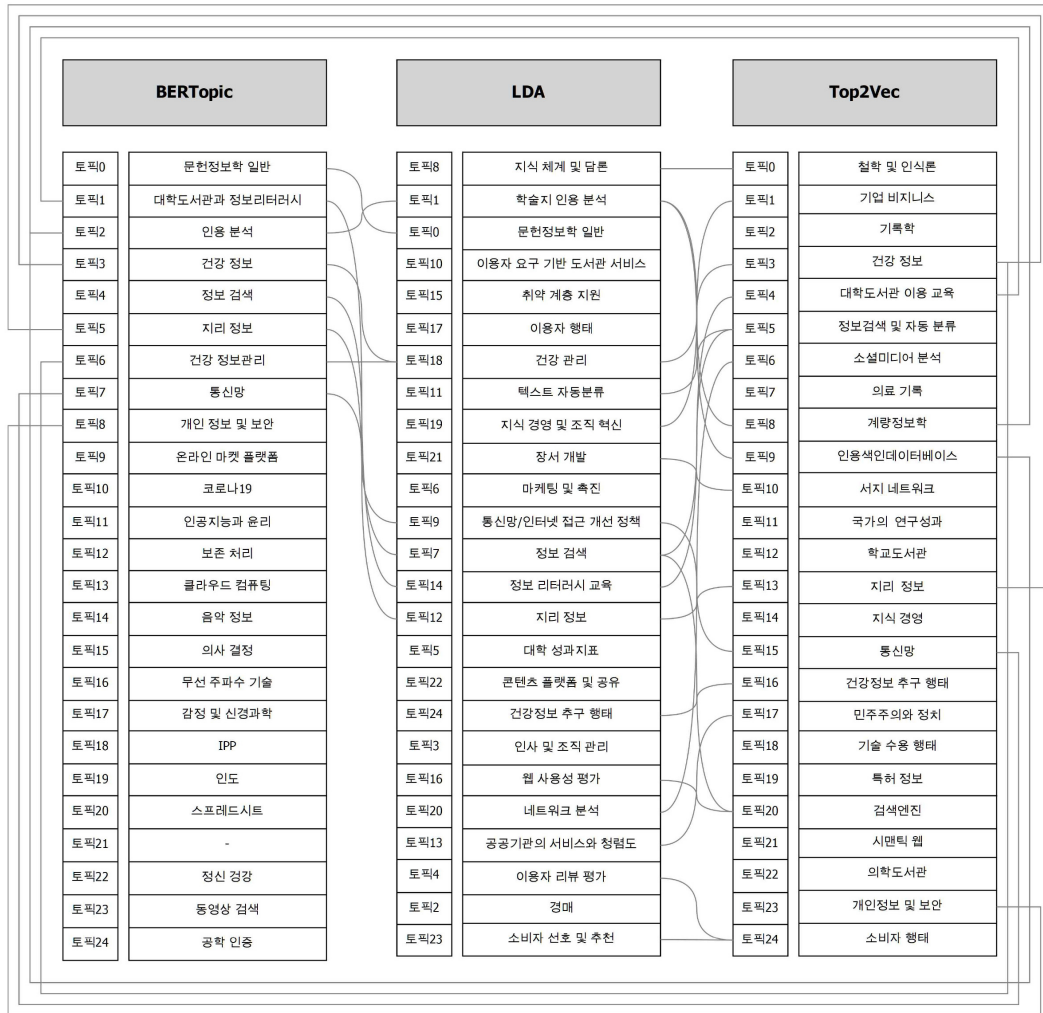 BERTopic LDA Top2Vec
토픽0 문헌정보학 일반 토픽8 지식 체계 및 담론 토픽0 철학 및 인식론
토픽1 대학도서관과 정보리터러시 토픽1 학술지 인용 분석 토픽1 기업 비지니스
토픽2 인용 분석 토픽0 문헌정보학 일반 토픽2 기록학
토픽3 건강 정보 토픽10 이용자 요구 기반 도서관 서비스 토픽3 건강 정보
토픽4 정보 검색 토픽15 취약 계층 지원 토픽4 대학도서관 이용 교육
토픽5 지리 정보 토픽17 이용자 행태 토픽5 정보검색 및 자동 분류
토픽6 건강 정보관리 토픽18 건강 관리 토픽6 소셜미디어 분석
토픽7 통신망 토픽11 텍스트 자동분류 토픽7 의료 기록
토픽8 개인 정보 및 보안 토픽19 지식 경영 및 조직 혁신 토픽8 계량정보학
토픽9 온라인 마켓 플랫폼 토픽21 장서 개발 토픽9 인용색인데이터베이스
토픽10 코로나19 토픽6 마케팅 및 촉진 토픽10 서지 네트워크
토픽11 인공지능과 윤리 토픽9 통신망/인터넷 접근 개선 정책 토픽11 국가의 연구성과
토픽12 보존 처리 토픽7 정보 검색 토픽12 학교도서관
토픽13 클라우드 컴퓨팅 토픽14 정보 리터러시 교육 토픽13 지리 정보
토픽14 음악 정보 토픽12 지리 정보 토픽14 지식 경영
토픽15 의사 결정 토픽5 대학 성과지표 토픽15 통신망
토픽16 무선 주파수 기술 토픽22 콘텐츠 플랫폼 및 공유 토픽16 건강정보 추구 행태
토픽17 감정 및 신경과학 토픽24 건강정보 추구 행태 토픽17 민주주의와 정치
토픽18 IPP 토픽3 인사 및 조직 관리 토픽18 기술 수용 행태
토픽19 인도 토픽16 웹 사용성 평가 토픽19 특허 정보
토픽20 스프레드시트 토픽20 네트워크 분석 토픽20 검색엔진
토픽21 - 토픽13 공공기관의 서비스와 청렴도 토픽21 시맨틱 웹
토픽22 정신 겅강 토픽4 이용자 리뷰 평가 토픽22 의학도서관
토픽23 동영상 검색 토픽2 경매 토픽23 개인정보 및 보안
토픽24 공학 인증 토픽23 소비자 선호 및 추천 토픽24 소비자 행태